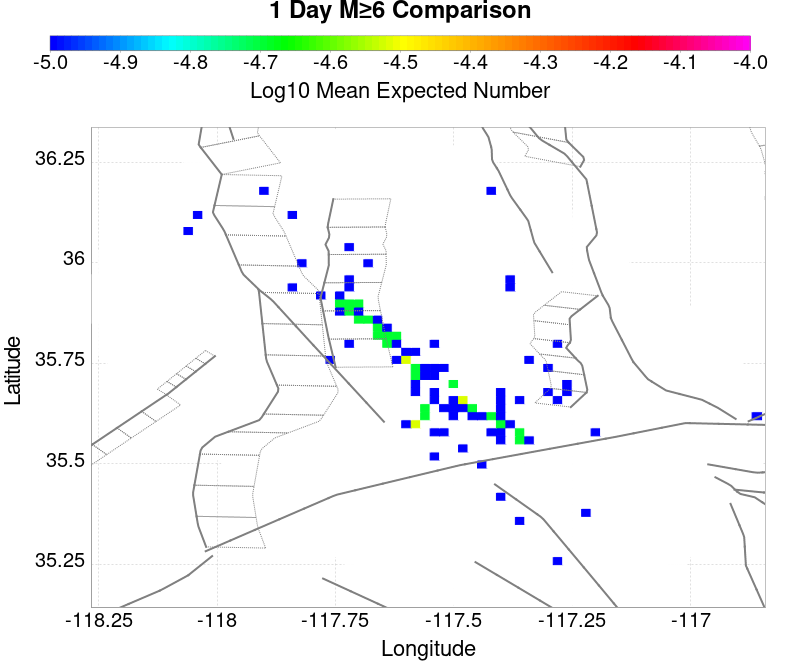 1 Day M≥6 Comparison
-5.0 -4.9 -4.8 -4.7 -4.6 -4.5 -4.4 -4.3 -4.2 -4.1 -4.0
Log10 Mean Expected Number
36.25
36
35.75
35.5
35.25
Latitude
-118.25 -118 -117.75 -117.5 -117.25 -117
Longitude